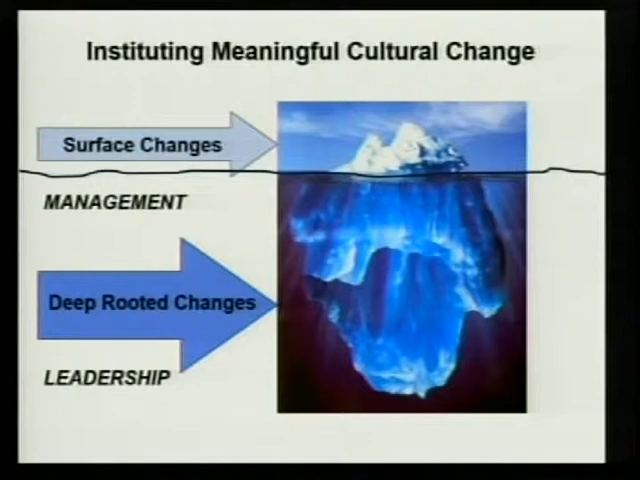 Instituting Meaningful Cultural Change
Surface Changes
MANAGEMENT
Deep Rooted Changes
LEADERSHIP